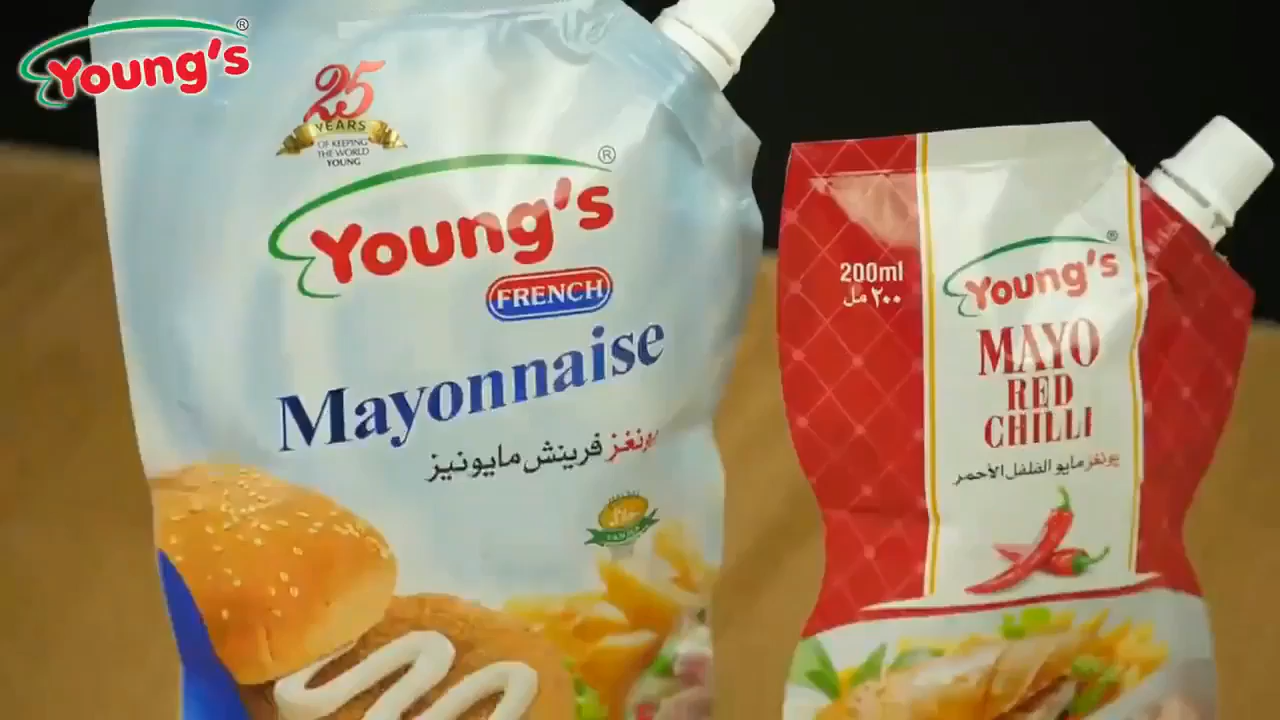 Young's®
25
YEARS
OF KEEPING
THE WORLD
YOUNG
Young's®
FRENCH
Mayonnaise
يونغز فرينش مايونيز
200ml
٢٠٠ مل
Young's®
MAYO
RED
CHILLI
يونغز مايو الفلفل الأحمر